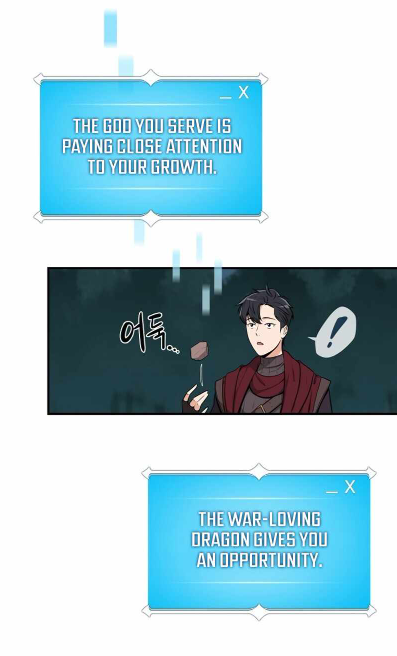 _ X
THE GOD YOU SERVE IS
PAYING CLOSE ATTENTION
TO YOUR GROWTH.
어둑...
!
_ X
THE WAR-LOVING
DRAGON GIVES YOU
AN OPPORTUNITY.